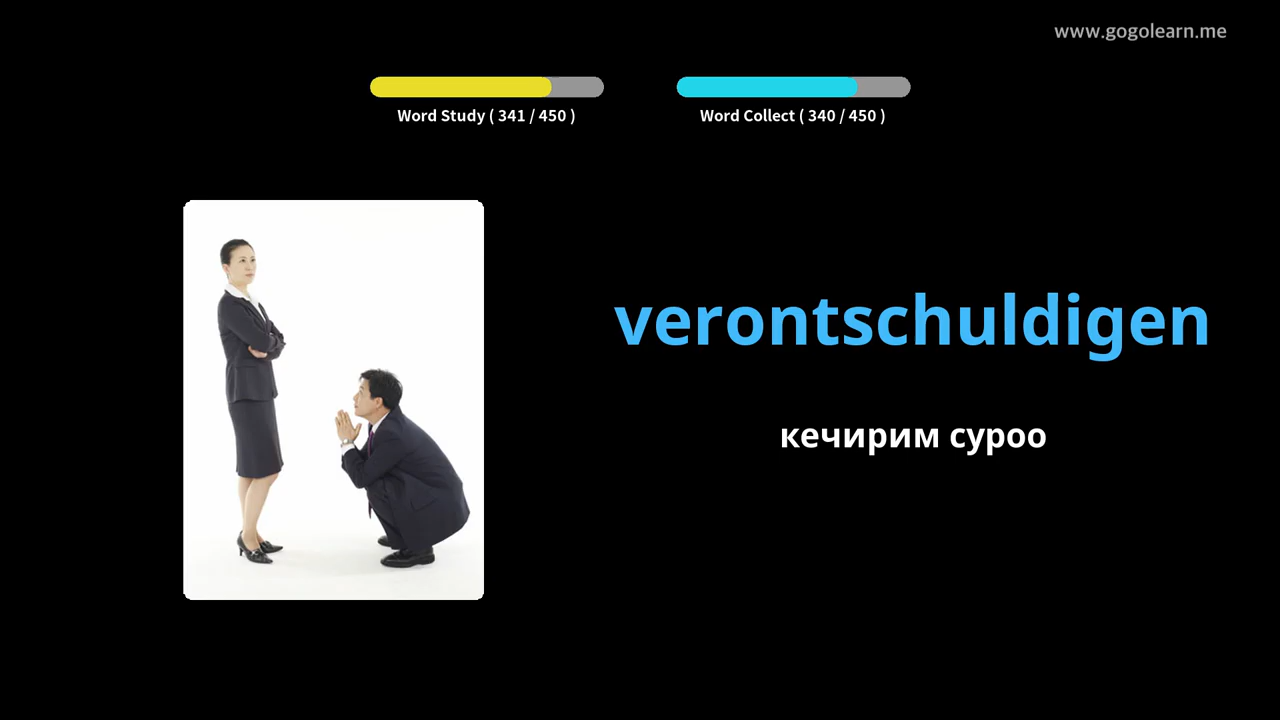 www.gogolearn.me
Word Study ( 341 / 450 )
Word Collect ( 340 / 450 )
verontschuldigen
кечирим суроо